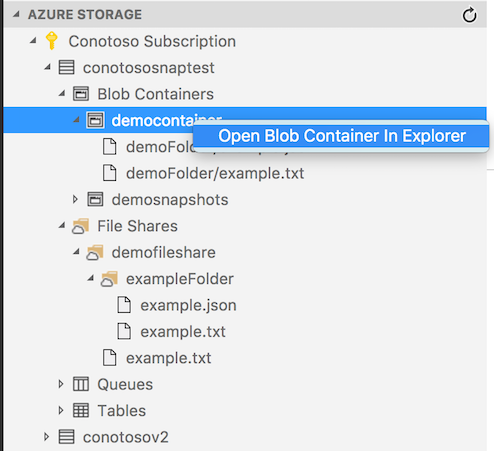 AZURE STORAGE
Conotoso Subscription
conotososnaptest
Blob Containers
democontainer
Open Blob Container In Explorer
demoFolder/
demoFolder/example.txt
demosnapshots
File Shares
demofileshare
exampleFolder
example.json
example.txt
example.txt
Queues
Tables
conotosov2